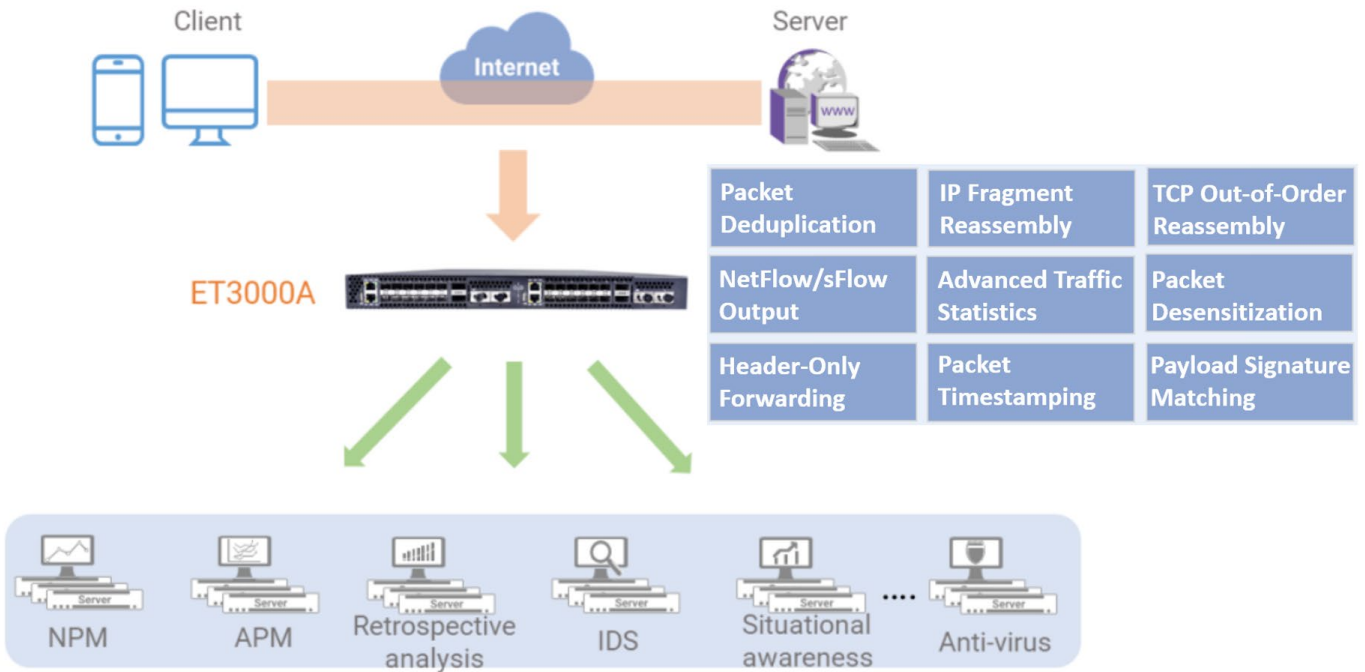 Client
Server
Internet
www
ET3000A
Packet
Deduplication
IP Fragment
Reassembly
TCP Out-of-Order
Reassembly
NetFlow/sFlow
Output
Advanced Traffic
Statistics
Packet
Desensitization
Header-Only
Forwarding
Packet
Timestamping
Payload Signature
Matching
Server
Server
Server
Server
Server
....
Server
NPM
APM
Retrospective
analysis
IDS
Situational
awareness
Anti-virus